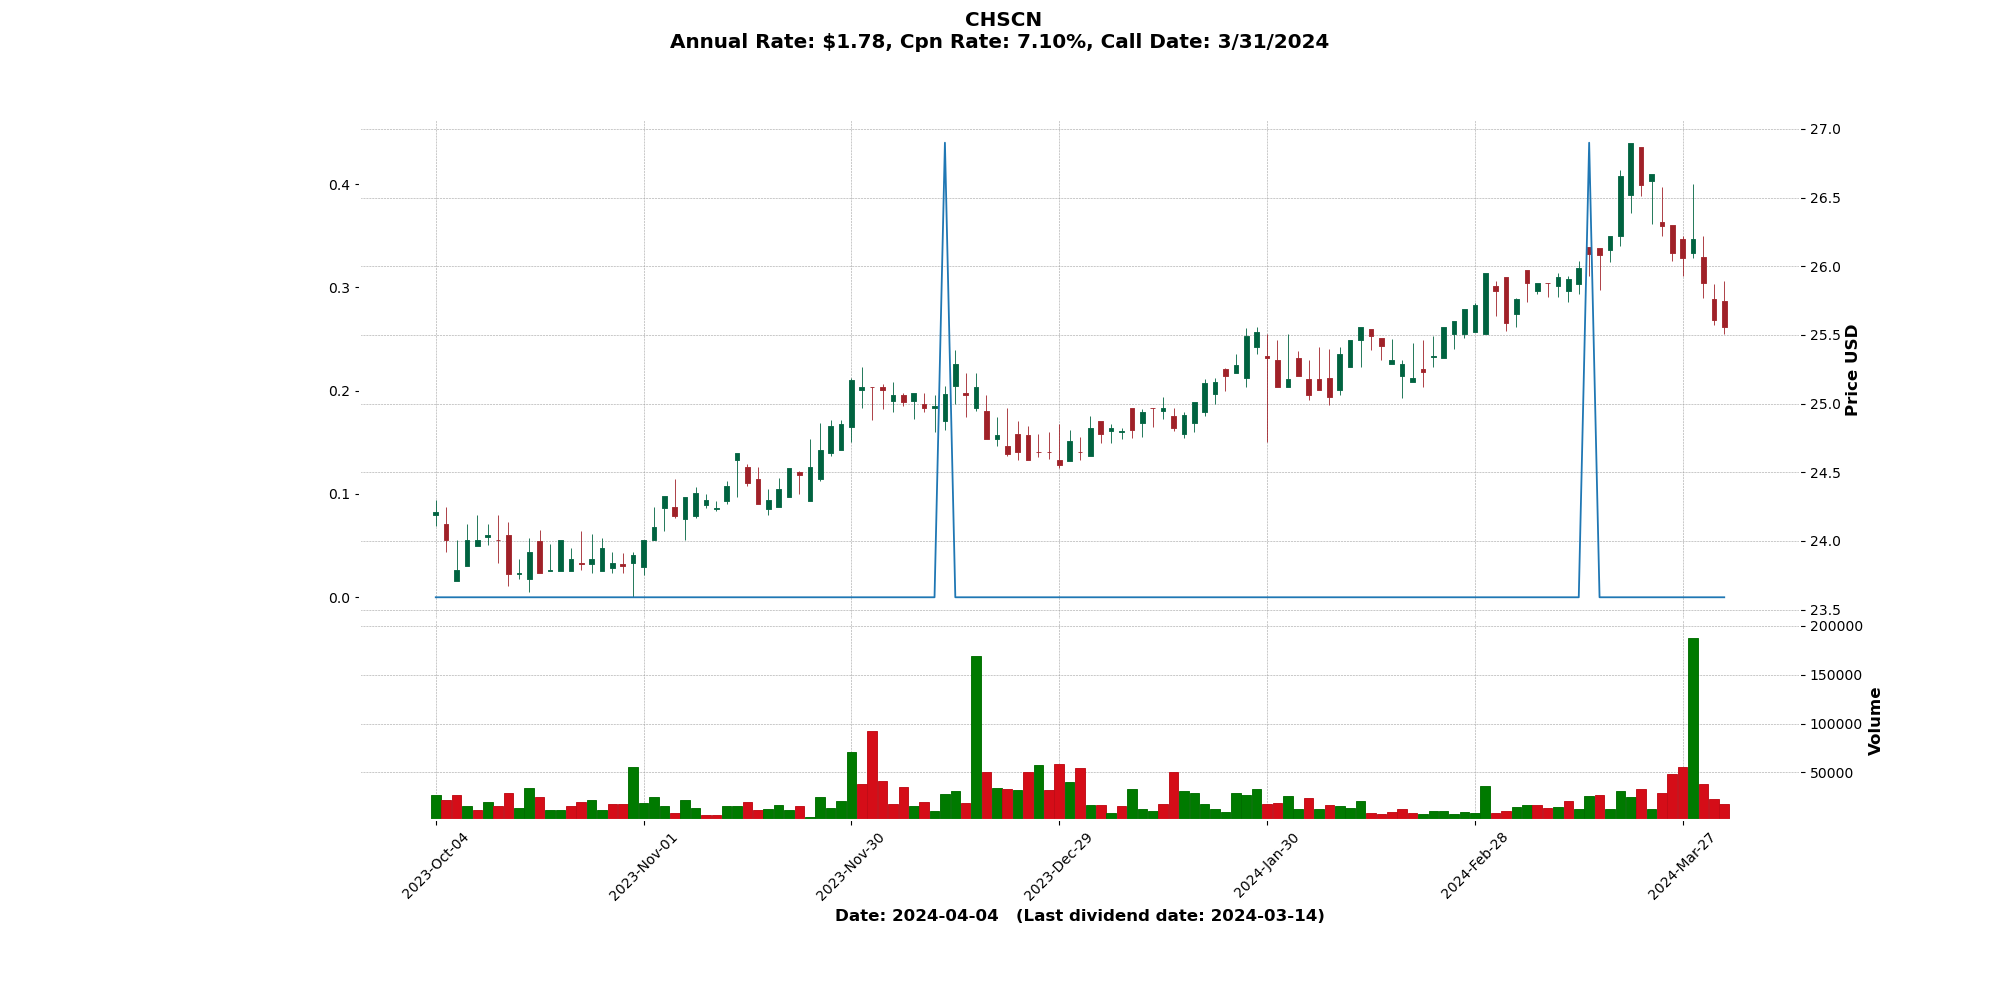 CHSCN
Annual Rate: $1.78, Cpn Rate: 7.10%, Call Date: 3/31/2024
27.0
0.4
26.5
26.0
0.3
25.5
Price USD
0.2
25.0
24.5
0.1
24.0
0.0
23.5
200000
150000
100000
Volume
50000
2023-Oct-04
2023-Nov-01
2023-Nov-30
2023-Dec-29
2024-Jan-30
2024-Feb-28
2024-Mar-27
Date: 2024-04-04 (Last dividend date: 2024-03-14)